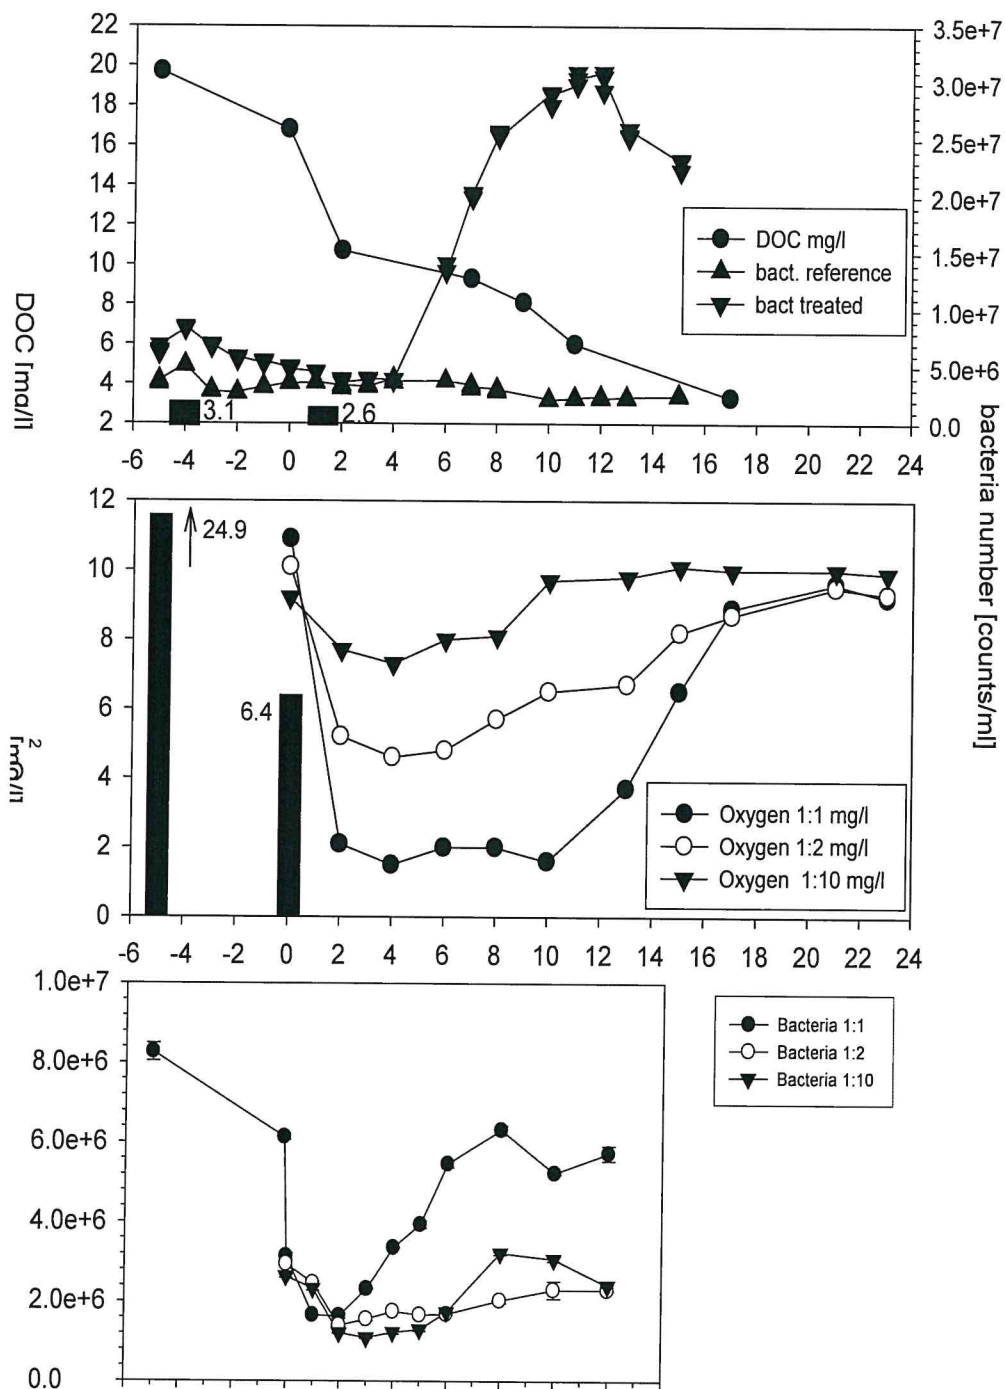 22
20
18
16
14
12
10
8
6
4
2
DOC [mg/l]
3.5e+7
3.0e+7
2.5e+7
2.0e+7
1.5e+7
1.0e+7
5.0e+6
0.0
bacteria number [counts/ml]
DOC mg/l
bact. reference
bact treated
3.1
2.6
-6 -4 -2 0 2 4 6 8 10 12 14 16 18 20 22 24
12
10
8
6
4
2
0
2
[mg/l]
24.9
6.4
Oxygen 1:1 mg/l
Oxygen 1:2 mg/l
Oxygen 1:10 mg/l
-6 -4 -2 0 2 4 6 8 10 12 14 16 18 20 22 24
1.0e+7
8.0e+6
6.0e+6
4.0e+6
2.0e+6
0.0
Bacteria 1:1
Bacteria 1:2
Bacteria 1:10